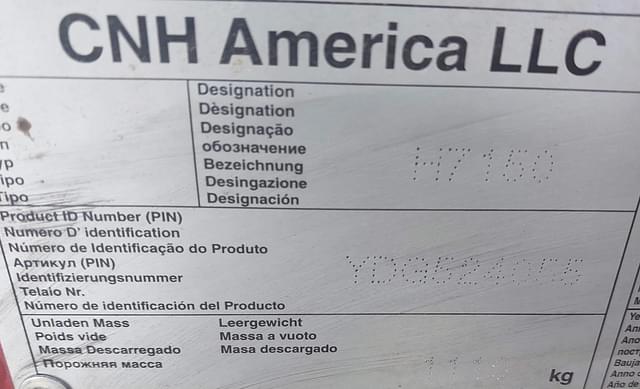 CNH America LLC
Designation
Dèsignation
Designação
обозначение
Bezeichnung
Desingazione
Designación
H7150
Product ID Number (PIN)
Numero D' identification
Número de Identificação do Produto
Артикул (PIN)
Identifizierungsnummer
Telaio Nr.
Número de identificación del Producto
Unladen Mass Leergewicht
Poids vide Massa a vuoto
Massa Descarregado Masa descargado
Порожняя масса
kg